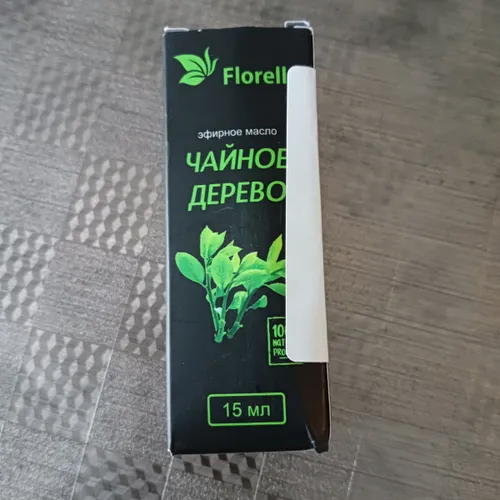 Florell
эфирное масло
ЧАЙНОЕ
ДЕРЕВО
15 мл